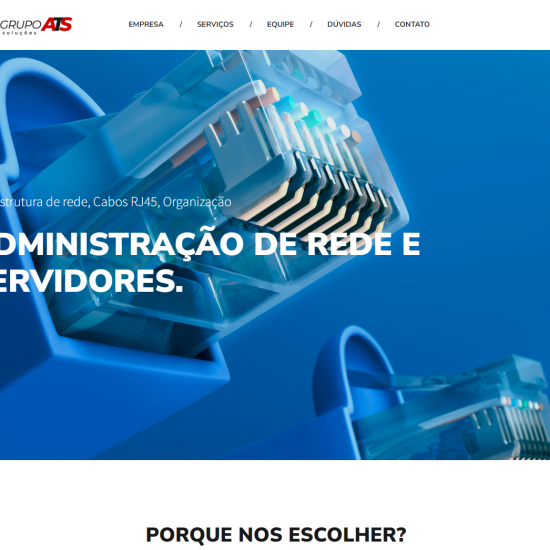 GRUPO ATS
soluções
EMPRESA / SERVIÇOS / EQUIPE / DÚVIDAS / CONTATO
strutura de rede, Cabos RJ45, Organização
DMINISTRAÇÃO DE REDE E
ERVIDORES.
PORQUE NOS ESCOLHER?